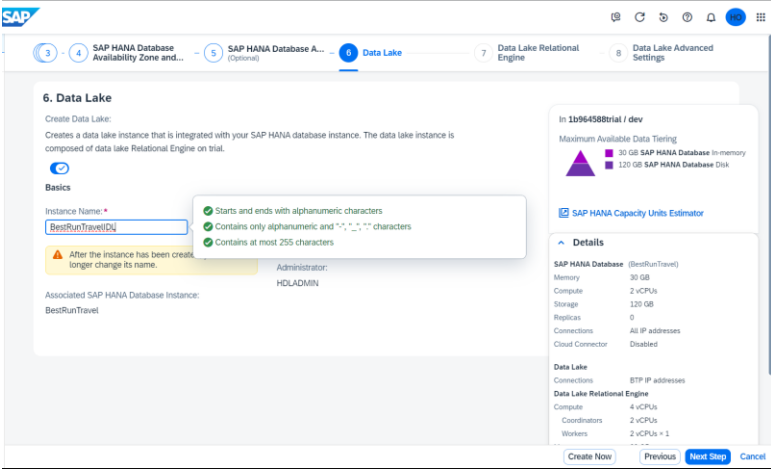 SAP
HO
3
4
SAP HANA Database
Availability Zone and...
5
SAP HANA Database A...
(Optional)
6
Data Lake
7
Data Lake Relational
Engine
8
Data Lake Advanced
Settings
6. Data Lake
Create Data Lake:
Creates a data lake instance that is integrated with your SAP HANA database instance. The data lake instance is
composed of data lake Relational Engine on trial.
Basics
Instance Name:*
BestRunTravelIDL
Starts and ends with alphanumeric characters
Contains only alphanumeric and "-", "_", "." characters
Contains at most 255 characters
After the instance has been create
longer change its name.
Administrator:
HDLADMIN
Associated SAP HANA Database Instance:
BestRunTravel
In 1b964588trial / dev
Maximum Available Data Tiering
30 GB SAP HANA Database In-memory
120 GB SAP HANA Database Disk
SAP HANA Capacity Units Estimator
Details
SAP HANA Database (BestRunTravel)
Memory 30 GB
Compute 2 vCPUs
Storage 120 GB
Replicas 0
Connections All IP addresses
Cloud Connector Disabled
Data Lake
Connections BTP IP addresses
Data Lake Relational Engine
Compute 4 vCPUs
Coordinators 2 vCPUs
Workers 2 vCPUs × 1
Create Now
Previous
Next Step
Cancel